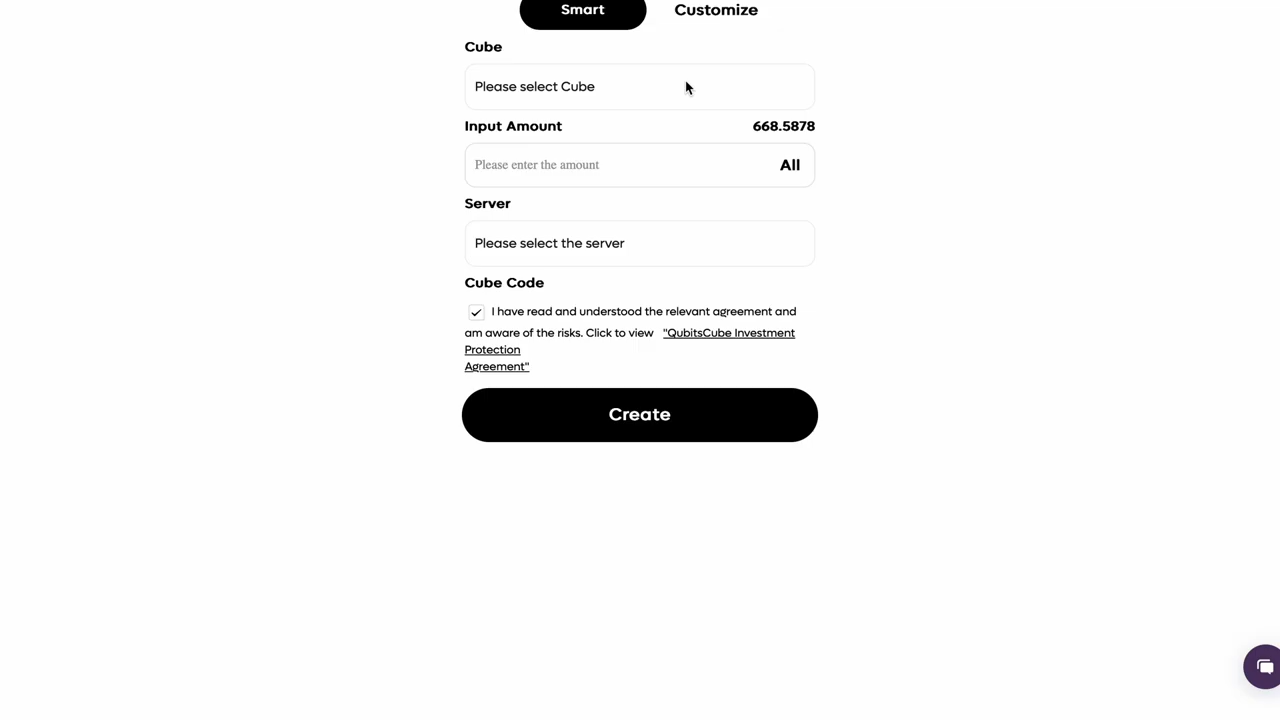 Smart Customize
Cube
Please select Cube
Input Amount 668.5878
Please enter the amount All
Server
Please select the server
Cube Code
I have read and understood the relevant agreement and
am aware of the risks. Click to view "QubitsCube Investment
Protection
Agreement"
Create